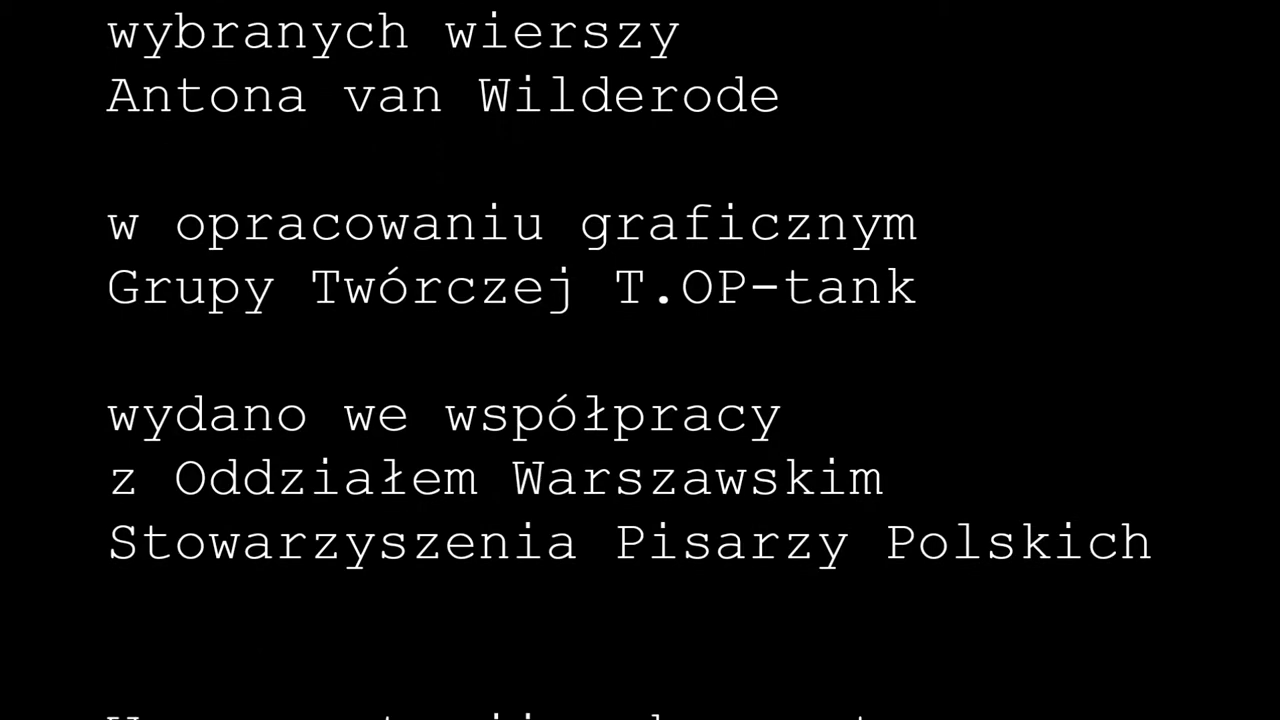 wybranych wierszy
Antona van Wilderode
w opracowaniu graficznym
Grupy Twórczej T.OP-tank
wydano we współpracy
z Oddziałem Warszawskim
Stowarzyszenia Pisarzy Polskich